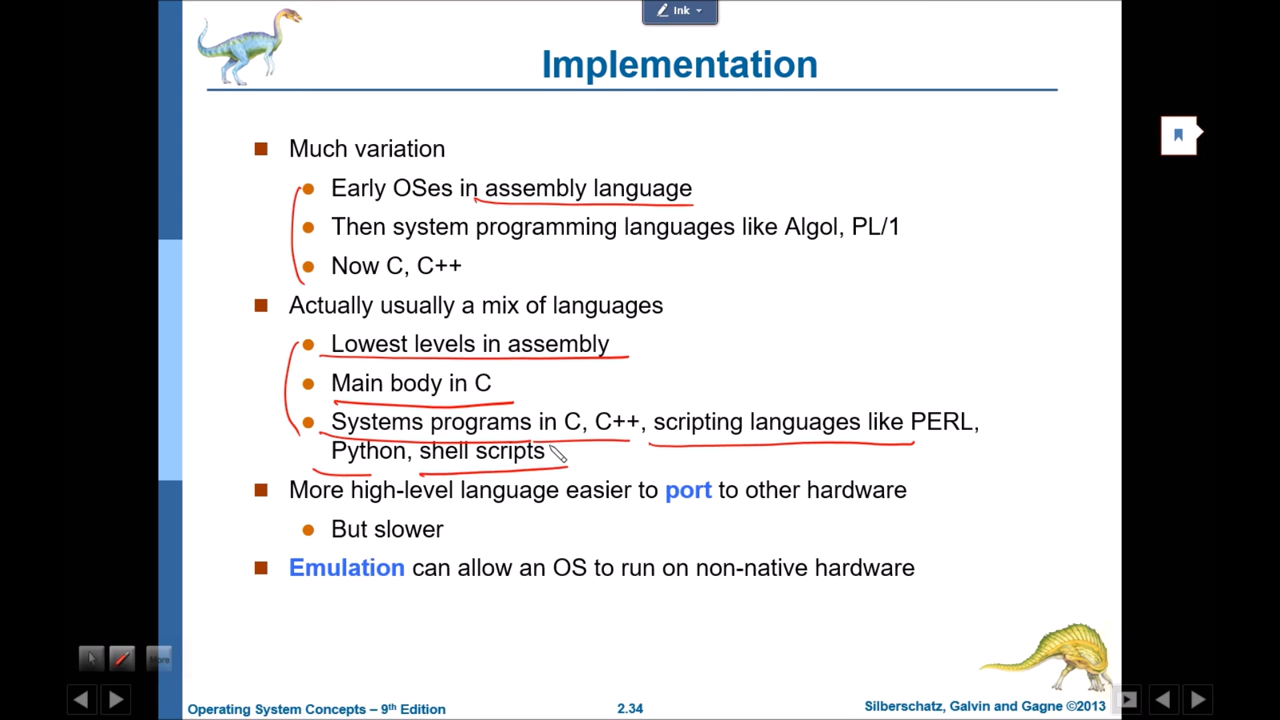 Ink
Implementation
Much variation
Early OSes in assembly language
Then system programming languages like Algol, PL/1
Now C, C++
Actually usually a mix of languages
Lowest levels in assembly
Main body in C
Systems programs in C, C++, scripting languages like PERL,
Python, shell scripts
More high-level language easier to port to other hardware
But slower
Emulation can allow an OS to run on non-native hardware
More
Operating System Concepts – 9th Edition
2.34
Silberschatz, Galvin and Gagne ©2013